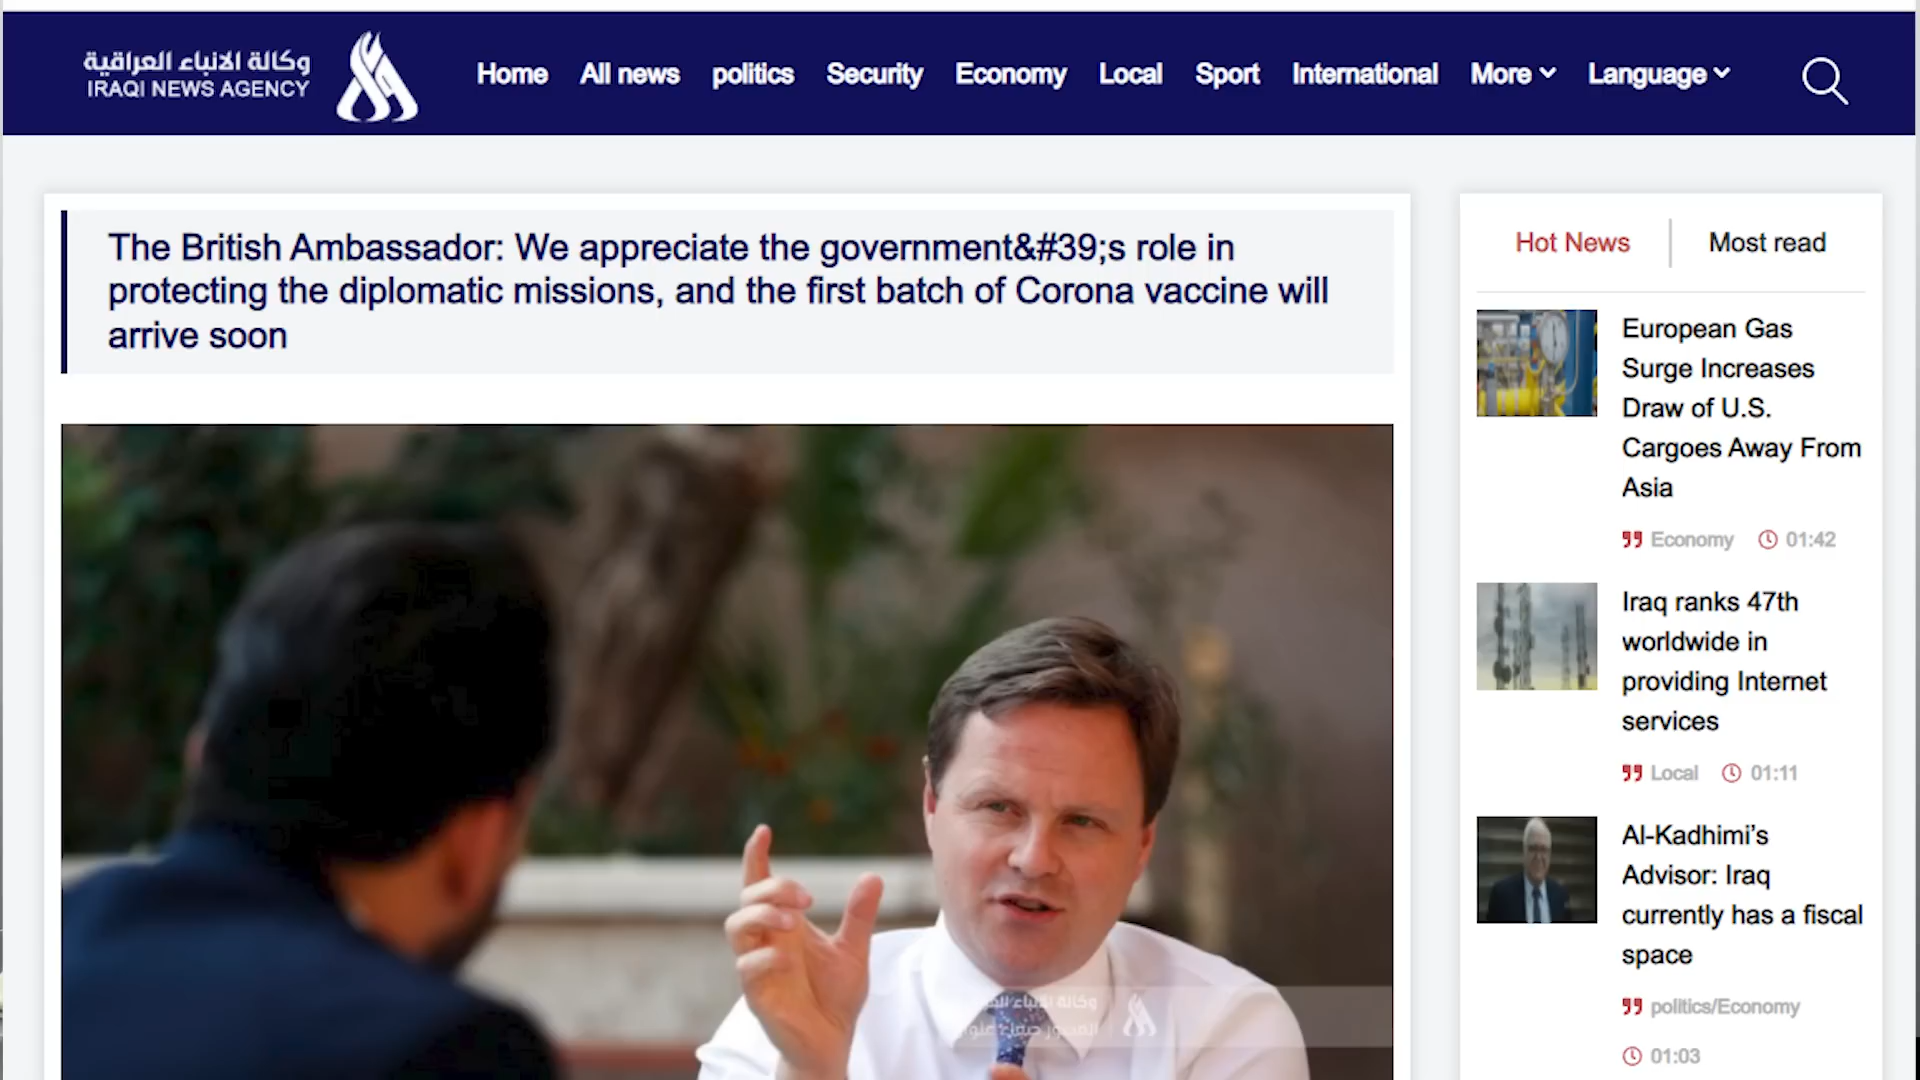 وكالة الانباء العراقية
IRAQI NEWS AGENCY
Home All news politics Security Economy Local Sport International More Language
The British Ambassador: We appreciate the government&#39;s role in
protecting the diplomatic missions, and the first batch of Corona vaccine will
arrive soon
وكالة الانباء
Hot News Most read
European Gas
Surge Increases
Draw of U.S.
Cargoes Away From
Asia
Economy 01:42
Iraq ranks 47th
worldwide in
providing Internet
services
Local 01:11
Al-Kadhimi’s
Advisor: Iraq
currently has a fiscal
space
politics/Economy
01:03